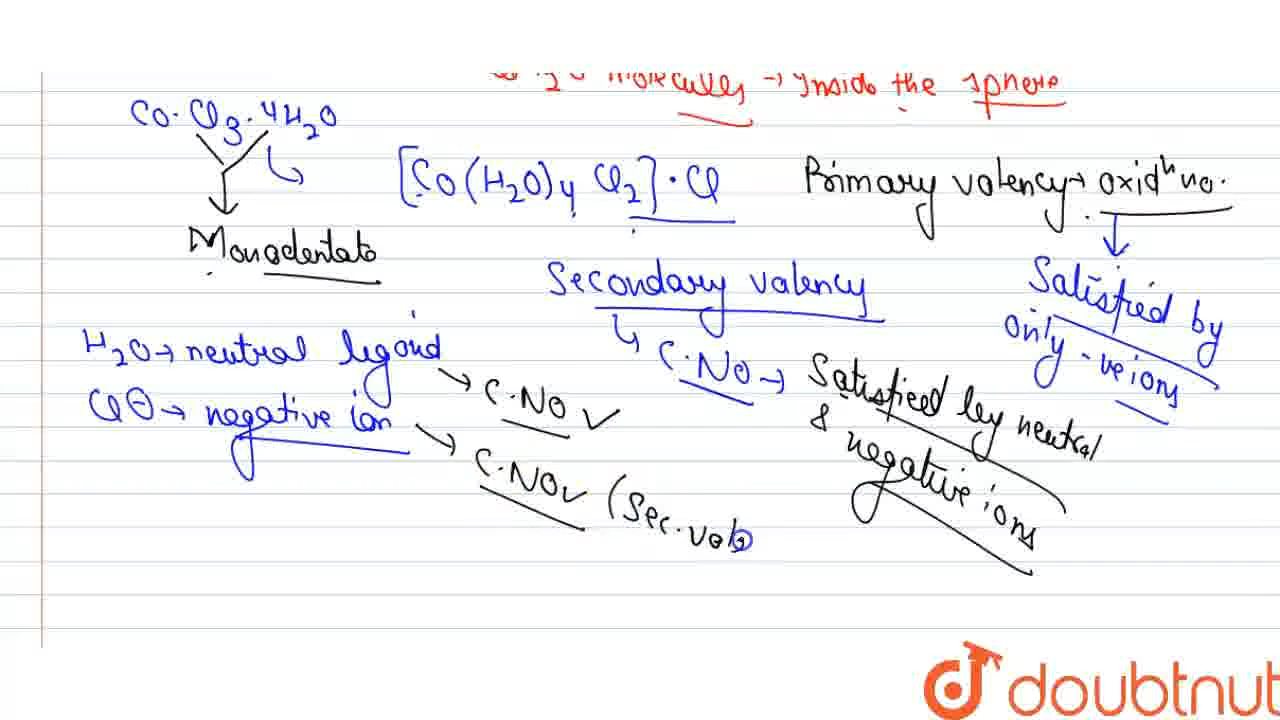 molecules → Inside the sphere
Co.Cl3.4H2O
[Co(H2O)4 Cl2]·Cl
Primary valency → oxidn no.
Monodentate
Secondary valency
Satisfied by
only -ve ions
H2O → neutral ligand
C.NO → Satisfied by neutral
& negative ions
C.NO ✓
Cl⊖ → negative ion
C.NO ✓ (Sec. val
doubtnut